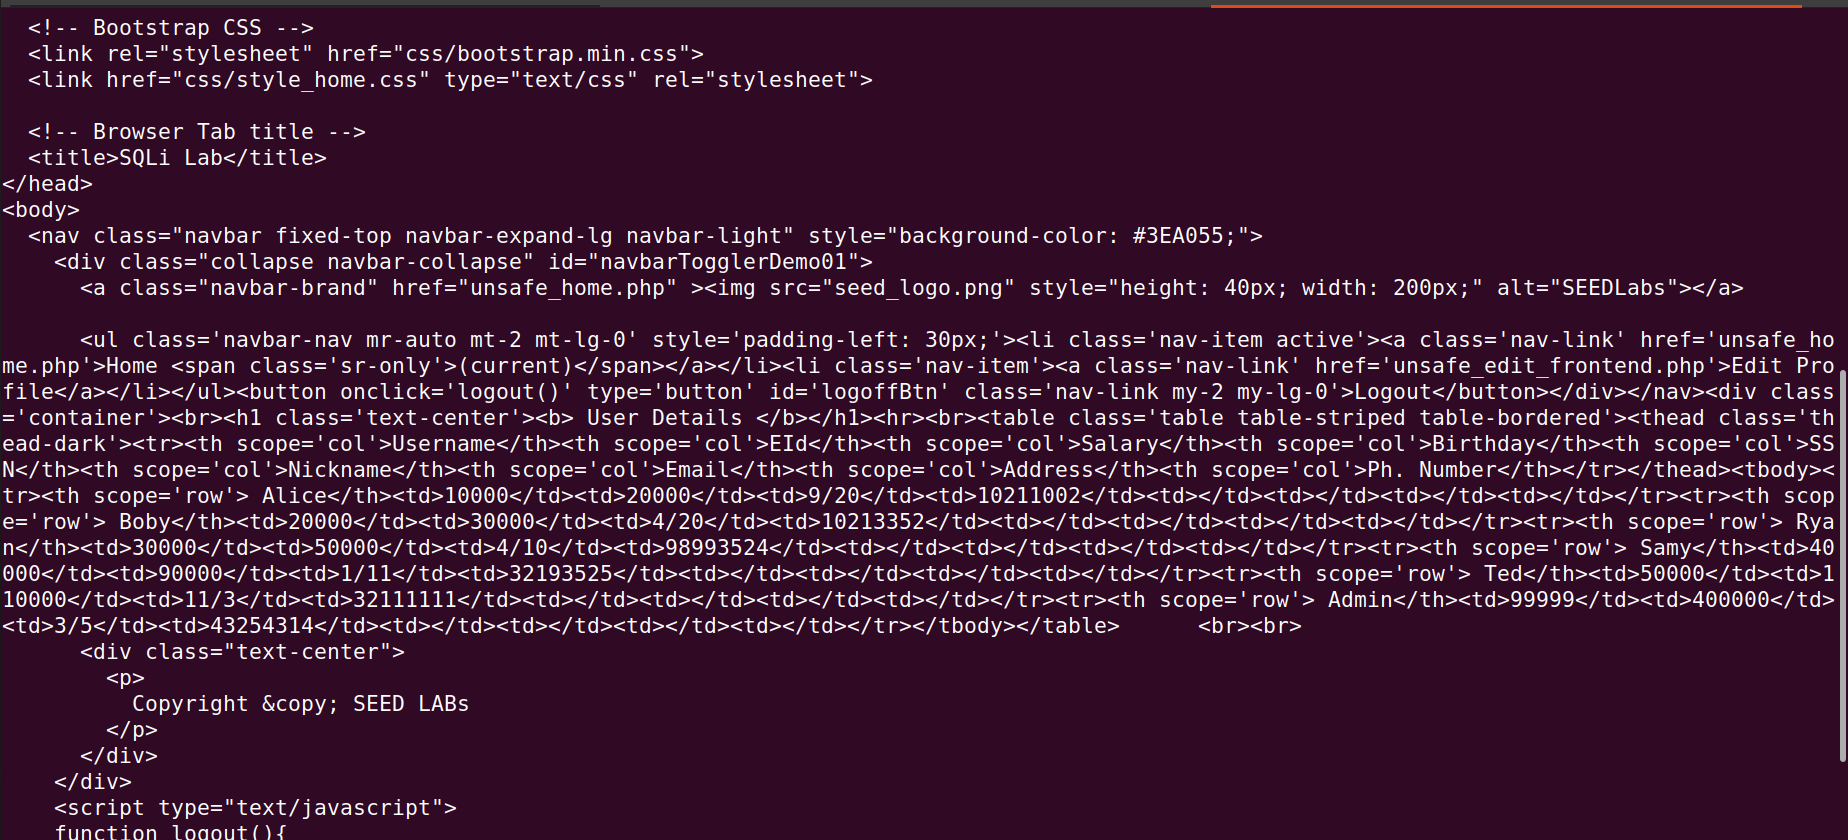 <!-- Bootstrap CSS -->
<link rel="stylesheet" href="css/bootstrap.min.css">
<link href="css/style_home.css" type="text/css" rel="stylesheet">
<!-- Browser Tab title -->
<title>SQLi Lab</title>
</head>
<body>
<nav class="navbar fixed-top navbar-expand-lg navbar-light" style="background-color: #3EA055;">
<div class="collapse navbar-collapse" id="navbarTogglerDemo01">
<a class="navbar-brand" href="unsafe_home.php" ><img src="seed_logo.png" style="height: 40px; width: 200px;" alt="SEEDLabs"></a>
<ul class='navbar-nav mr-auto mt-2 mt-lg-0' style='padding-left: 30px;'><li class='nav-item active'><a class='nav-link' href='unsafe_ho
me.php'>Home <span class='sr-only'>(current)</span></a></li><li class='nav-item'><a class='nav-link' href='unsafe_edit_frontend.php'>Edit Pro
file</a></li></ul><button onclick='logout()' type='button' id='logoffBtn' class='nav-link my-2 my-lg-0'>Logout</button></div></nav><div class
='container'><br><h1 class='text-center'><b> User Details </b></h1><hr><br><table class='table table-striped table-bordered'><thead class='th
ead-dark'><tr><th scope='col'>Username</th><th scope='col'>EId</th><th scope='col'>Salary</th><th scope='col'>Birthday</th><th scope='col'>SS
N</th><th scope='col'>Nickname</th><th scope='col'>Email</th><th scope='col'>Address</th><th scope='col'>Ph. Number</th></tr></thead><tbody><
tr><th scope='row'> Alice</th><td>10000</td><td>20000</td><td>9/20</td><td>10211002</td><td></td><td></td><td></td><td></td></tr><tr><th scop
e='row'> Boby</th><td>20000</td><td>30000</td><td>4/20</td><td>10213352</td><td></td><td></td><td></td><td></td></tr><tr><th scope='row'> Rya
n</th><td>30000</td><td>50000</td><td>4/10</td><td>98993524</td><td></td><td></td><td></td><td></td></tr><tr><th scope='row'> Samy</th><td>40
000</td><td>90000</td><td>1/11</td><td>32193525</td><td></td><td></td><td></td><td></td></tr><tr><th scope='row'> Ted</th><td>50000</td><td>1
10000</td><td>11/3</td><td>32111111</td><td></td><td></td><td></td><td></td></tr><tr><th scope='row'> Admin</th><td>99999</td><td>400000</td>
<td>3/5</td><td>43254314</td><td></td><td></td><td></td><td></td></tr></tbody></table>      <br><br>
<div class="text-center">
<p>
Copyright &copy; SEED LABs
</p>
</div>
</div>
<script type="text/javascript">
function logout(){